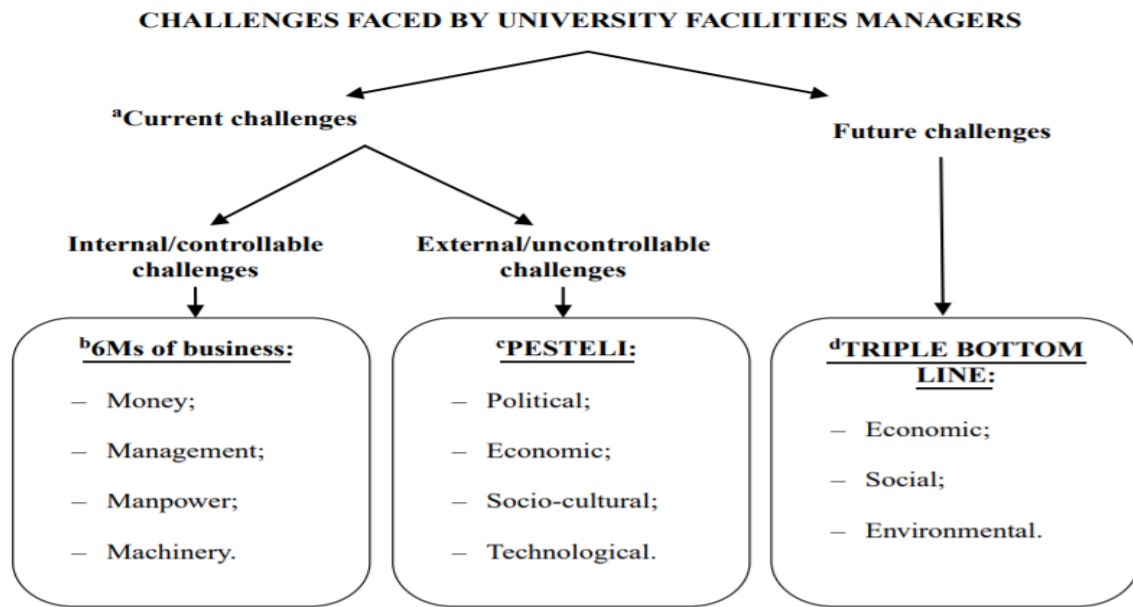 CHALLENGES FACED BY UNIVERSITY FACILITIES MANAGERS
ᵃCurrent challenges
Future challenges
Internal/controllable
challenges
External/uncontrollable
challenges
ᵇ6Ms of business:
– Money;
– Management;
– Manpower;
– Machinery.
ᶜPESTELI:
– Political;
– Economic;
– Socio-cultural;
– Technological.
ᵈTRIPLE BOTTOM
LINE:
– Economic;
– Social;
– Environmental.